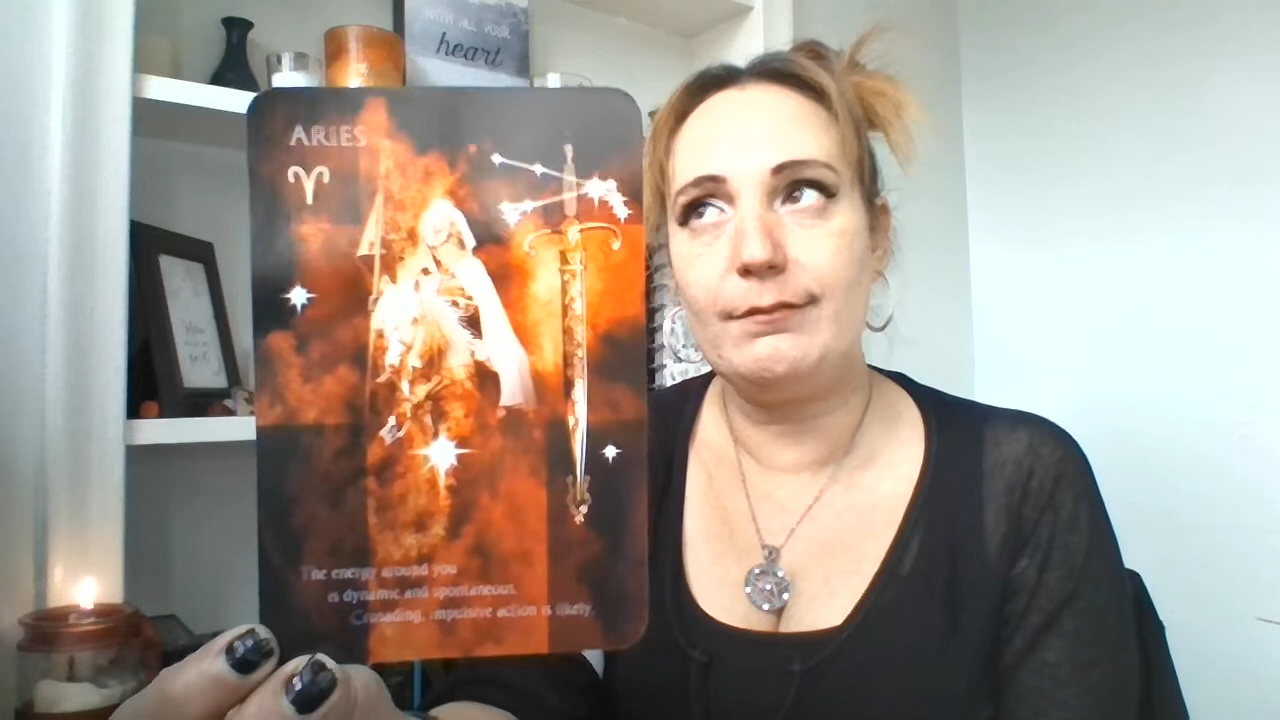 WITH ALL YOUR
heart
ARIES
The energy around you
is dynamic and spontaneous.
Crusading, impulsive action is likely.